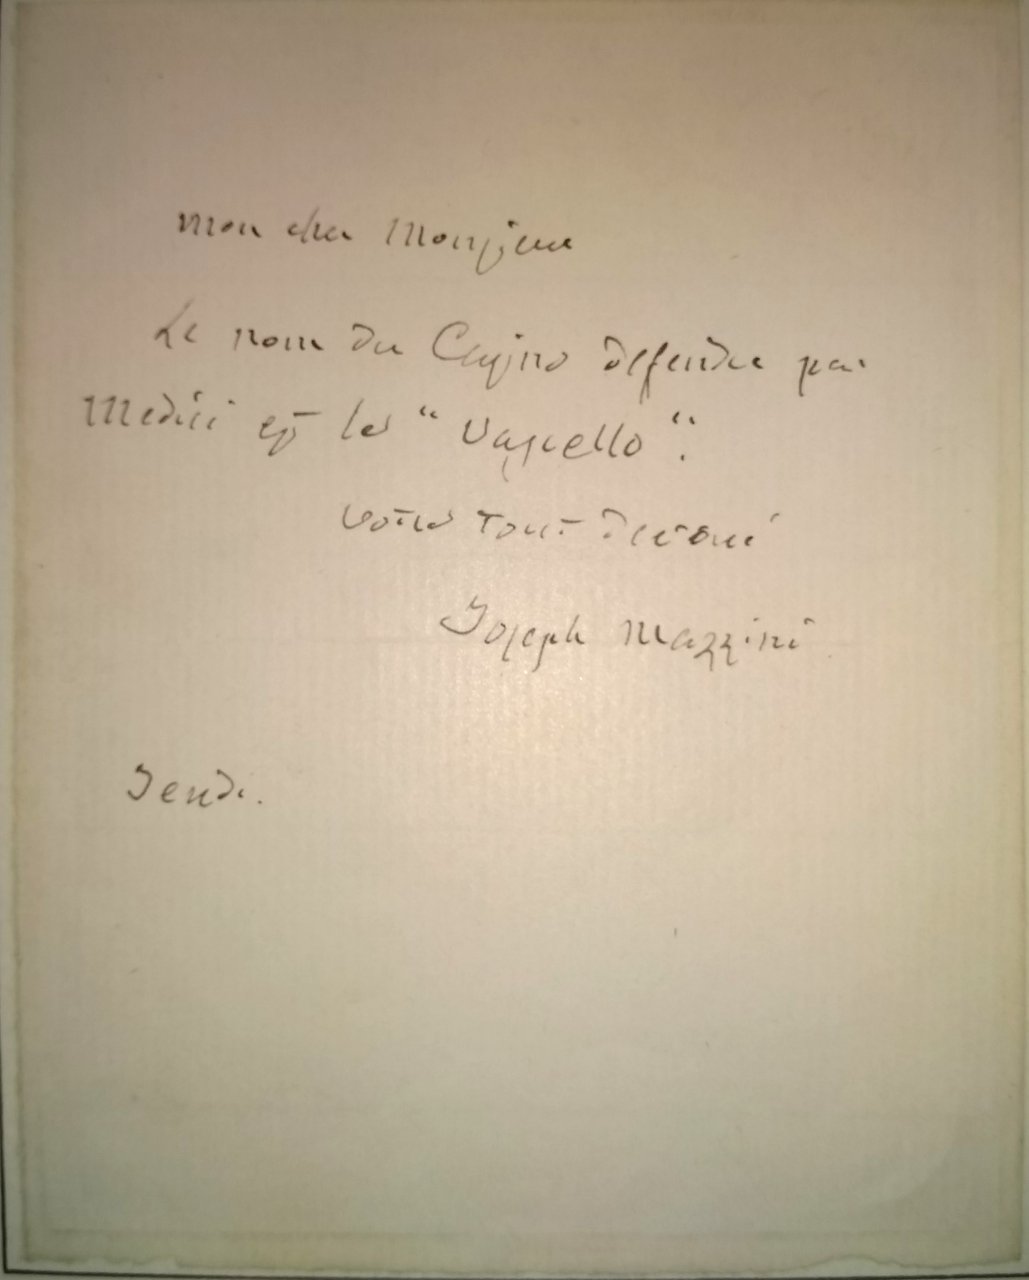 Mon cher Monsieur
Le nom du Casino défendu par
Medici est le "Vascello".
Votre tout dévoué
Joseph Mazzini
Jeudi.